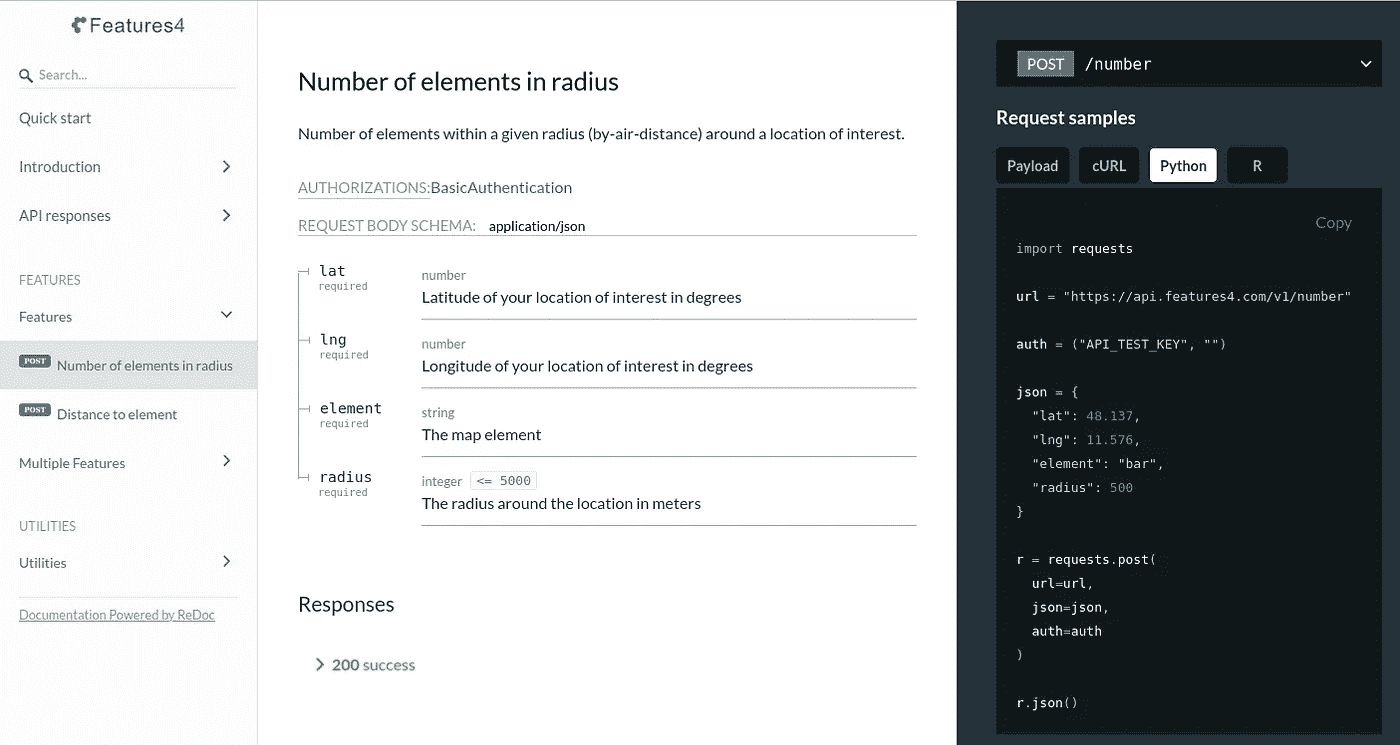 Features4
Search...
Quick start
Introduction
API responses
FEATURES
Features
POST Number of elements in radius
POST Distance to element
Multiple Features
UTILITIES
Utilities
Documentation Powered by ReDoc
Number of elements in radius
Number of elements within a given radius (by-air-distance) around a location of interest.
AUTHORIZATIONS:BasicAuthentication
REQUEST BODY SCHEMA: application/json
lat
required
number
Latitude of your location of interest in degrees
lng
required
number
Longitude of your location of interest in degrees
element
required
string
The map element
radius
required
integer <= 5000
The radius around the location in meters
Responses
200 success
POST /number
Request samples
Payload cURL Python R
Copy
import requests
url = "https://api.features4.com/v1/number"
auth = ("API_TEST_KEY", "")
json = {
  "lat": 48.137,
  "lng": 11.576,
  "element": "bar",
  "radius": 500
}
r = requests.post(
  url=url,
  json=json,
  auth=auth
)
r.json()